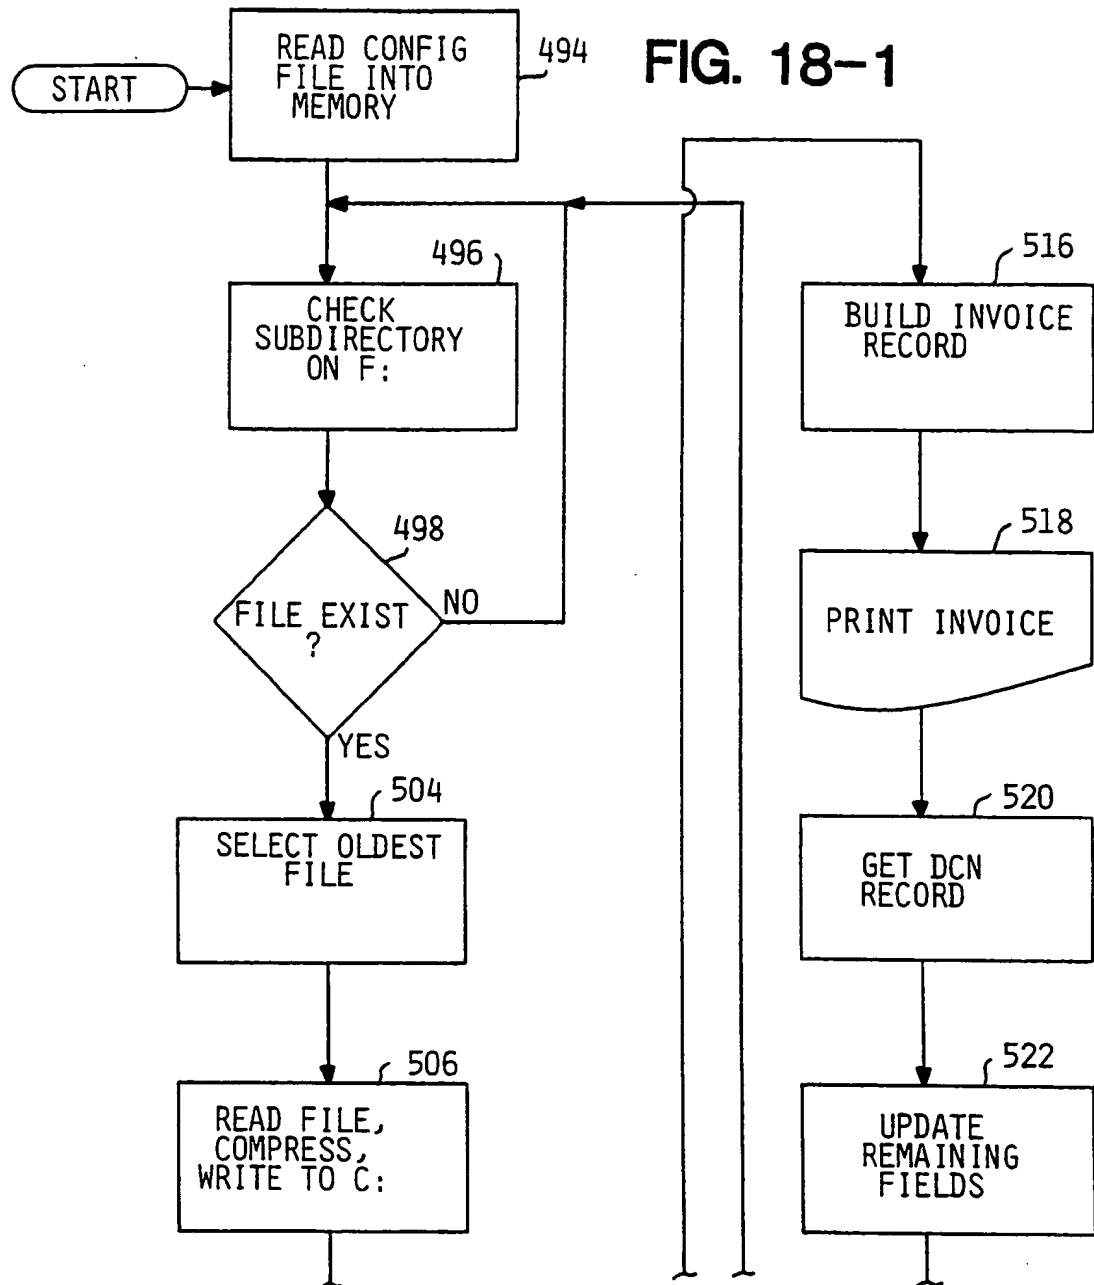 FIG. 18-1
START
READ CONFIG
FILE INTO
MEMORY
494
496
CHECK
SUBDIRECTORY
ON F:
498
FILE EXIST
?
NO
YES
504
SELECT OLDEST
FILE
506
READ FILE,
COMPRESS,
WRITE TO C:
516
BUILD INVOICE
RECORD
518
PRINT INVOICE
520
GET DCN
RECORD
522
UPDATE
REMAINING
FIELDS